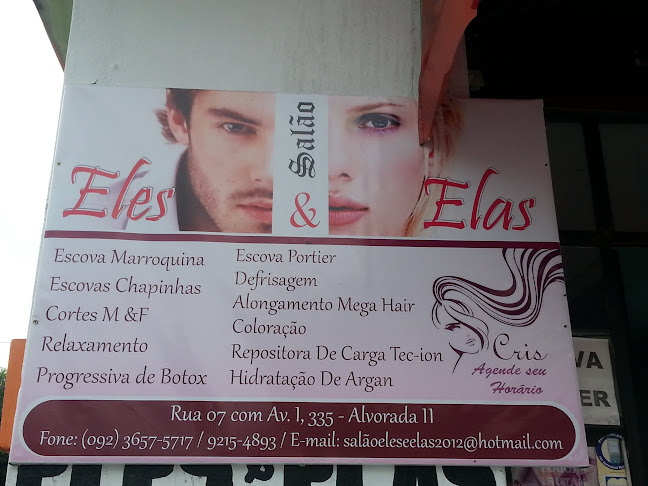 Salão
Eles & Elas
Escova Marroquina
Escovas Chapinhas
Cortes M &F
Relaxamento
Progressiva de Botox
Escova Portier
Defrisagem
Alongamento Mega Hair
Coloração
Repositora De Carga Tec-ion
Hidratação De Argan
Cris
Agende seu
Horário
Rua 07 com Av. I, 335 - Alvorada II
Fone: (092) 3657-5717 / 9215-4893 / E-mail: salãoeleseelas2012@hotmail.com